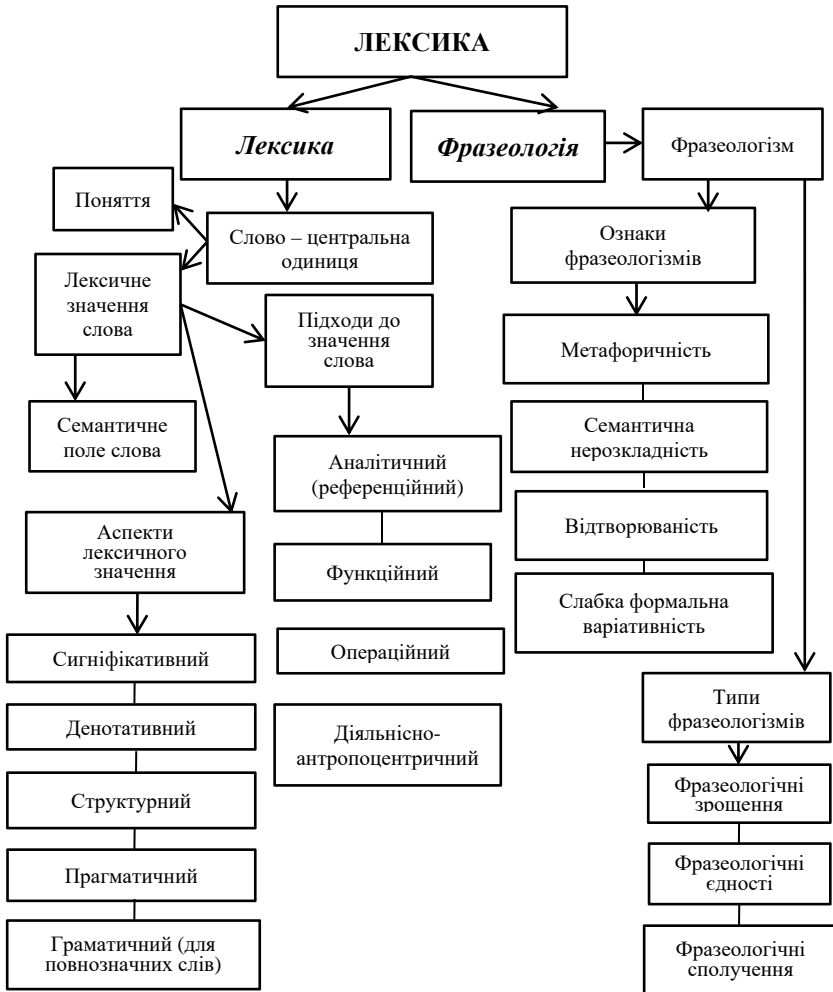 ЛЕКСИКА
Лексика
Фразеологія
Фразеологізм
Поняття
Слово – центральна
одиниця
Ознаки
фразеологізмів
Лексичне
значення
слова
Підходи до
значення
слова
Метафоричність
Семантичне
поле слова
Семантична
нерозкладність
Аналітичний
(референційний)
Відтворюваність
Аспекти
лексичного
значення
Функційний
Слабка формальна
варіативність
Сигніфікативний
Операційний
Типи
фразеологізмів
Денотативний
Діяльнісно-
антропоцентричний
Структурний
Фразеологічні
зрощення
Прагматичний
Фразеологічні
єдності
Граматичний (для
повнозначних слів)
Фразеологічні
сполучення